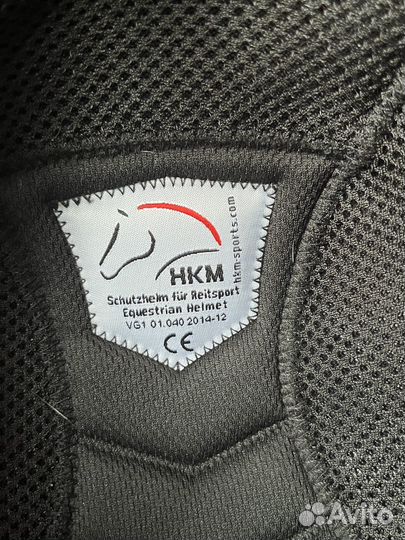 HKM
hkm-sports.com
Schutzhelm für Reitsport
Equestrian Helmet
VG1 01.040 2014-12
CE
Avito